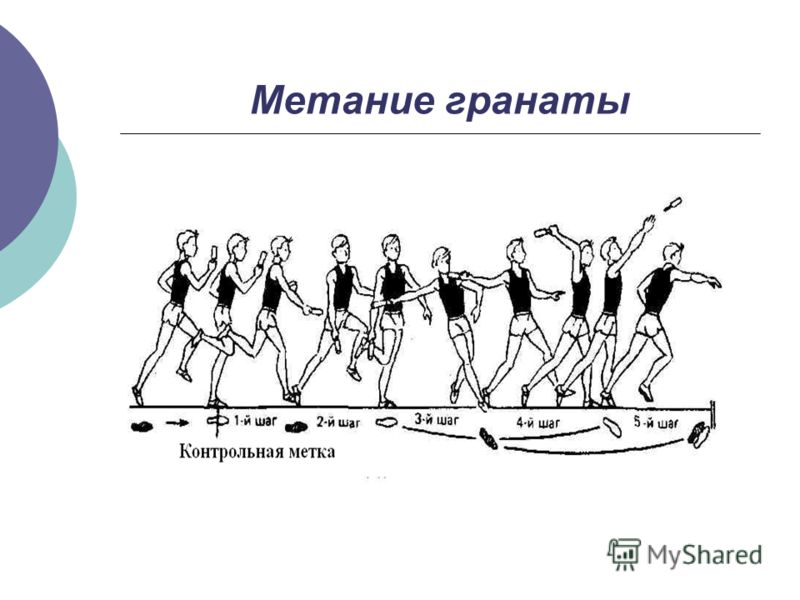 Метание гранаты
1-й шаг 2-й шаг 3-й шаг 4-й шаг 5-й шаг
Контрольная метка
MyShared